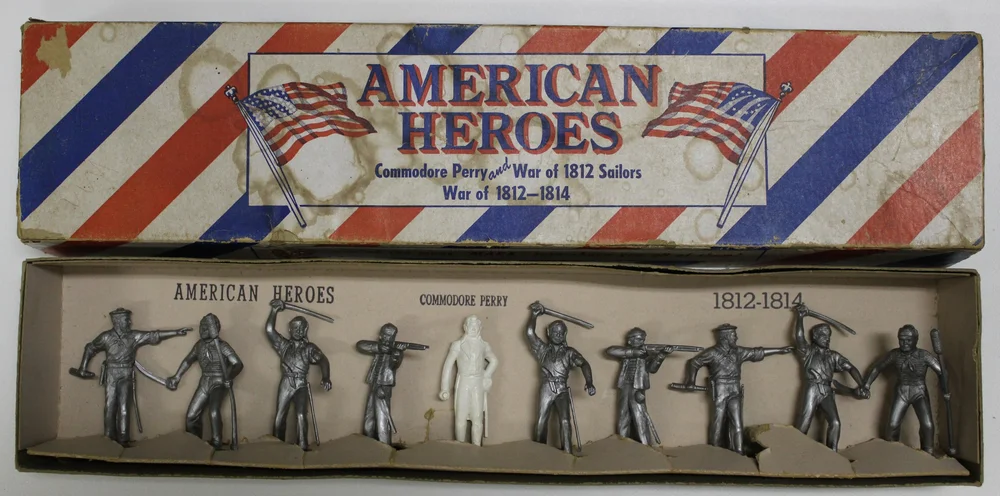 AMERICAN
HEROES
Commodore Perry and War of 1812 Sailors
War of 1812–1814
AMERICAN HEROES
COMMODORE PERRY
1812-1814